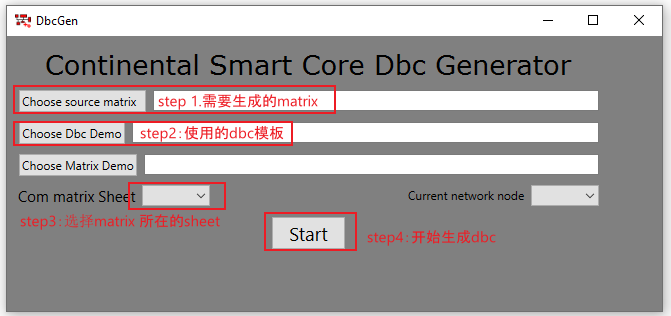 DbcGen
Continental Smart Core Dbc Generator
Choose source matrix step 1.需要生成的matrix
Choose Dbc Demo step2：使用的dbc模板
Choose Matrix Demo
Com matrix Sheet Current network node
step3：选择matrix 所在的sheet
Start step4：开始生成dbc